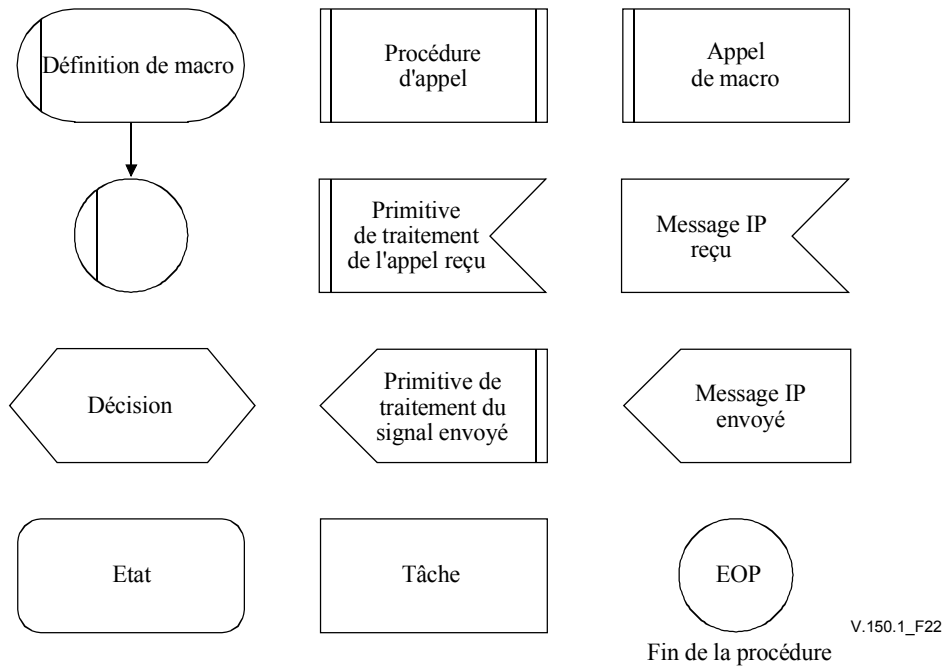 Définition de macro
Procédure
d'appel
Appel
de macro
Primitive
de traitement
de l'appel reçu
Message IP
reçu
Décision
Primitive de
traitement du
signal envoyé
Message IP
envoyé
Etat
Tâche
EOP
V.150.1_F22
Fin de la procédure